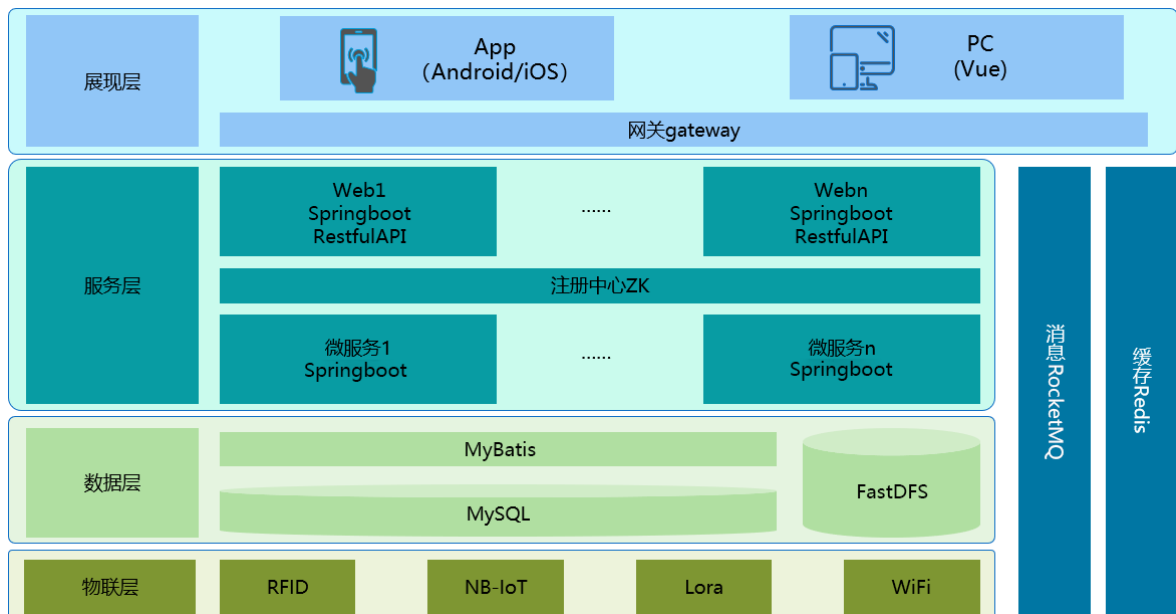 展现层
App
（Android/iOS）
PC
(Vue)
网关gateway
服务层
Web1
Springboot
RestfulAPI
......
Webn
Springboot
RestfulAPI
注册中心ZK
微服务1
Springboot
......
微服务n
Springboot
数据层
MyBatis
MySQL
FastDFS
物联层
RFID
NB-IoT
Lora
WiFi
消息RocketMQ
缓存Redis